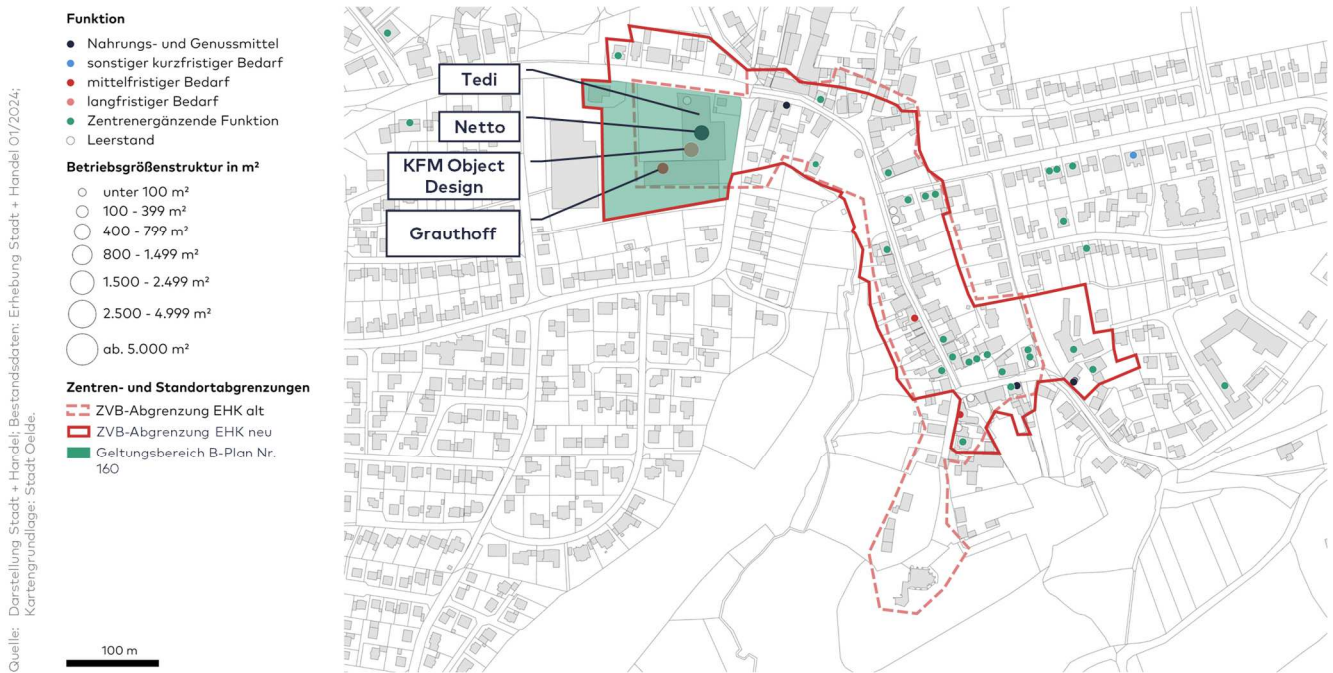 Funktion
Nahrungs- und Genussmittel
sonstiger kurzfristiger Bedarf
mittelfristiger Bedarf
langfristiger Bedarf
Zentrenergänzende Funktion
Leerstand
Betriebsgrößenstruktur in m²
unter 100 m²
100 - 399 m²
400 - 799 m²
800 - 1.499 m²
1.500 - 2.499 m²
2.500 - 4.999 m²
ab. 5.000 m²
Zentren- und Standortabgrenzungen
ZVB-Abgrenzung EHK alt
ZVB-Abgrenzung EHK neu
Geltungsbereich B-Plan Nr.
160
100 m
Quelle: Darstellung Stadt + Handel; Bestandsdaten: Erhebung Stadt + Handel 01/2024;
Kartengrundlage: Stadt Oelde.
Tedi
Netto
KFM Object
Design
Grauthoff